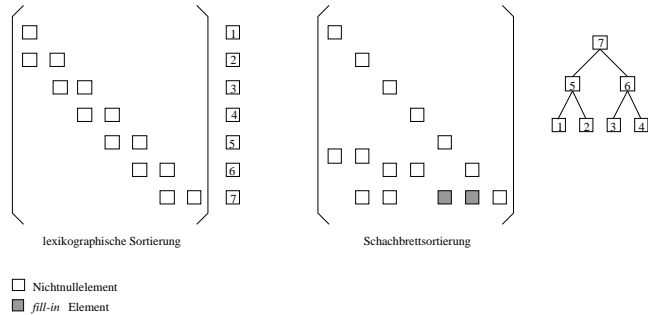 1
2
3
4
5
6
7
7
5 6
1 2 3 4
lexikographische Sortierung
Schachbrettsortierung
Nichtnullelement
fill-in Element